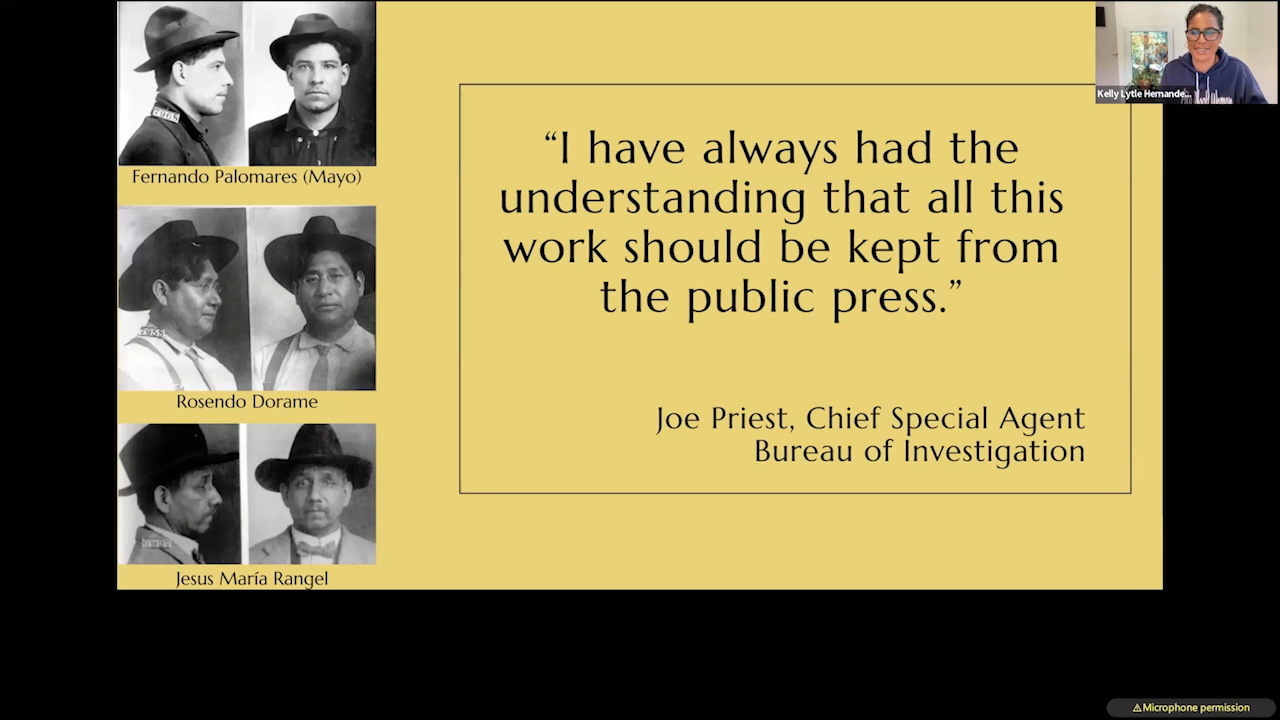 Fernando Palomares (Mayo)
Rosendo Dorame
Jesus María Rangel
“I have always had the
understanding that all this
work should be kept from
the public press.”
Joe Priest, Chief Special Agent
Bureau of Investigation
Kelly Lytle Hernande...
⚠Microphone permission